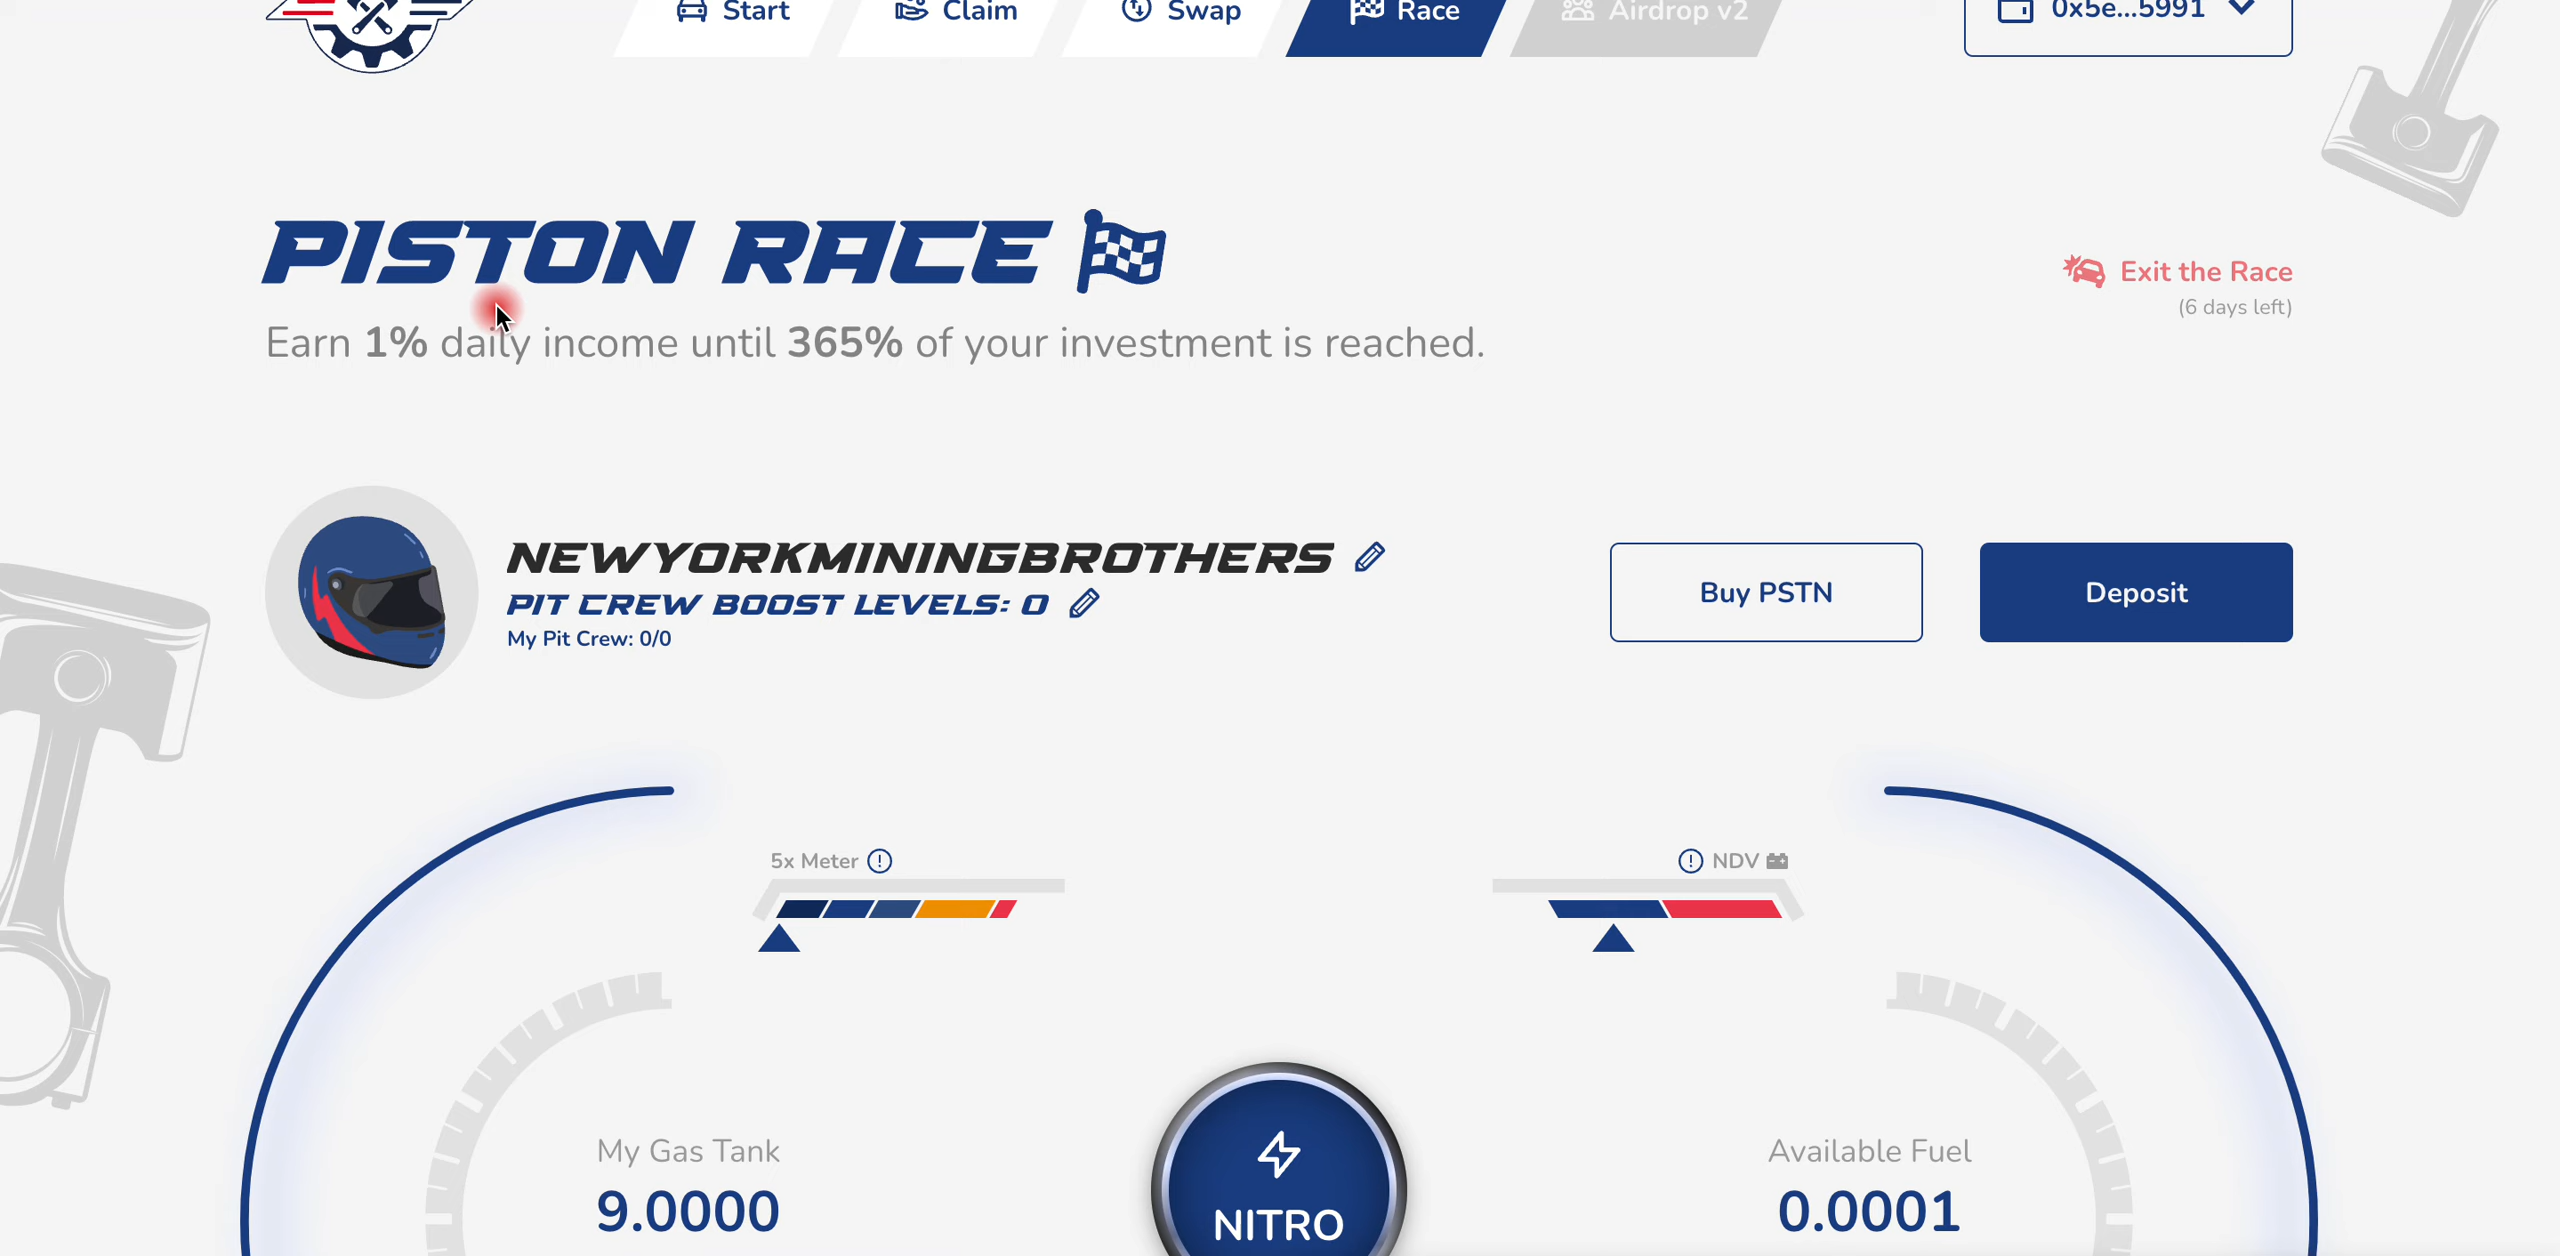 Start
Claim
Swap
Race
Airdrop v2
0x5e...5991
PISTON RACE
Exit the Race
(6 days left)
Earn 1% daily income until 365% of your investment is reached.
NEWYORKMININGBROTHERS
PIT CREW BOOST LEVELS: 0
My Pit Crew: 0/0
Buy PSTN
Deposit
5x Meter
NDV
My Gas Tank
9.0000
NITRO
Available Fuel
0.0001